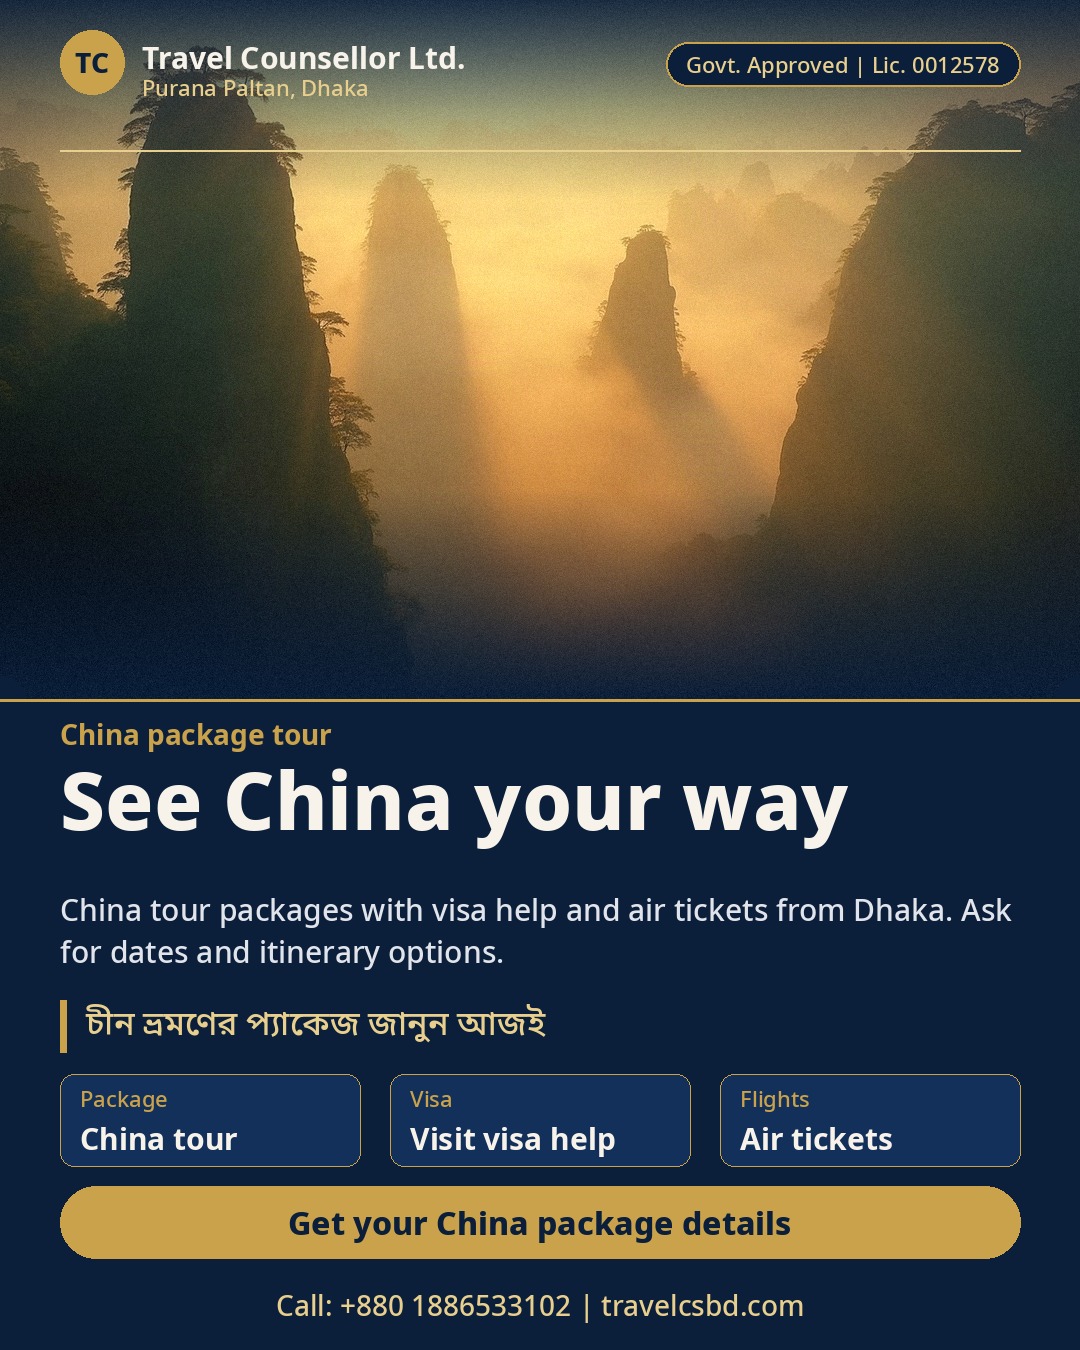 TC
Travel Counsellor Ltd.
Purana Paltan, Dhaka
Govt. Approved | Lic. 0012578
China package tour
See China your way
China tour packages with visa help and air tickets from Dhaka. Ask
for dates and itinerary options.
চীন ভ্রমণের প্যাকেজ জানুন আজই
Package
China tour
Visa
Visit visa help
Flights
Air tickets
Get your China package details
Call: +880 1886533102 | travelcsbd.com